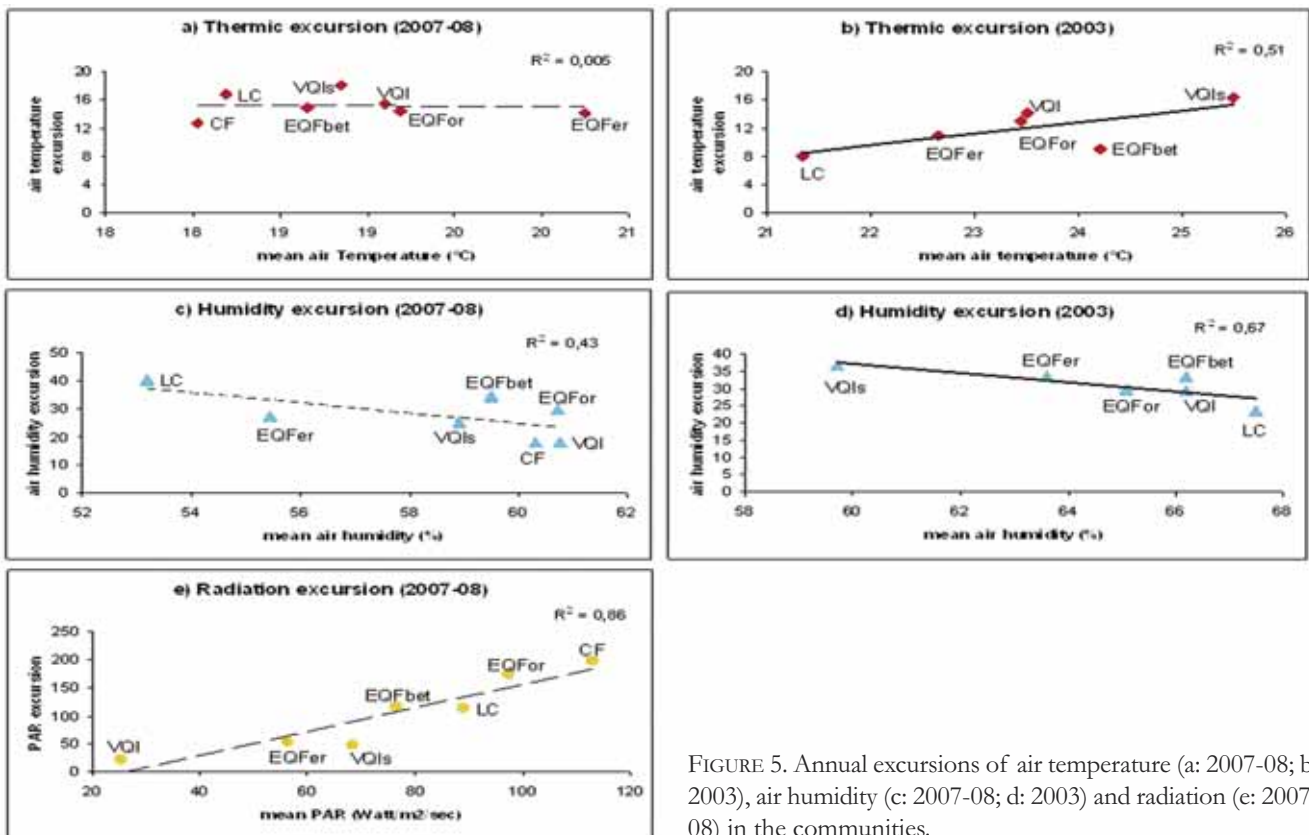 a) Thermic excursion (2007-08)
R² = 0,005
air temperature
excursion
20
16
12
8
4
0
LC
VQIs
VQI
CF
EQFbet
EQFor
EQFer
18 18 19 19 20 20 21
mean air Temperature (°C)
b) Thermic excursion (2003)
R² = 0,51
air temperature
excursion
20
16
12
8
4
0
VQIs
VQI
EQFer
EQFor
EQFbet
LC
21 22 23 24 25 26
mean air temperature (°C)
c) Humidity excursion (2007-08)
R² = 0,43
air humidity excursion
50
40
30
20
10
0
LC
EQFbet
EQFor
EQFer
VQIs
CF
VQI
52 54 56 58 60 62
mean air humidity (%)
d) Humidity excursion (2003)
R² = 0,67
air humidity excursion
40
35
30
25
20
15
10
5
0
EQFer
EQFbet
VQIs
EQFor
VQI
LC
58 60 62 64 66 68
mean air humidity (%)
e) Radiation excursion (2007-08)
R² = 0,86
PAR excursion
250
200
150
100
50
0
CF
EQFor
EQFbet
LC
VQI
EQFer
VQIs
20 40 60 80 100 120
mean PAR (Watt/m2/sec)
FIGURE 5. Annual excursions of air temperature (a: 2007-08; b
2003), air humidity (c: 2007-08; d: 2003) and radiation (e: 2007
08) in the communities.